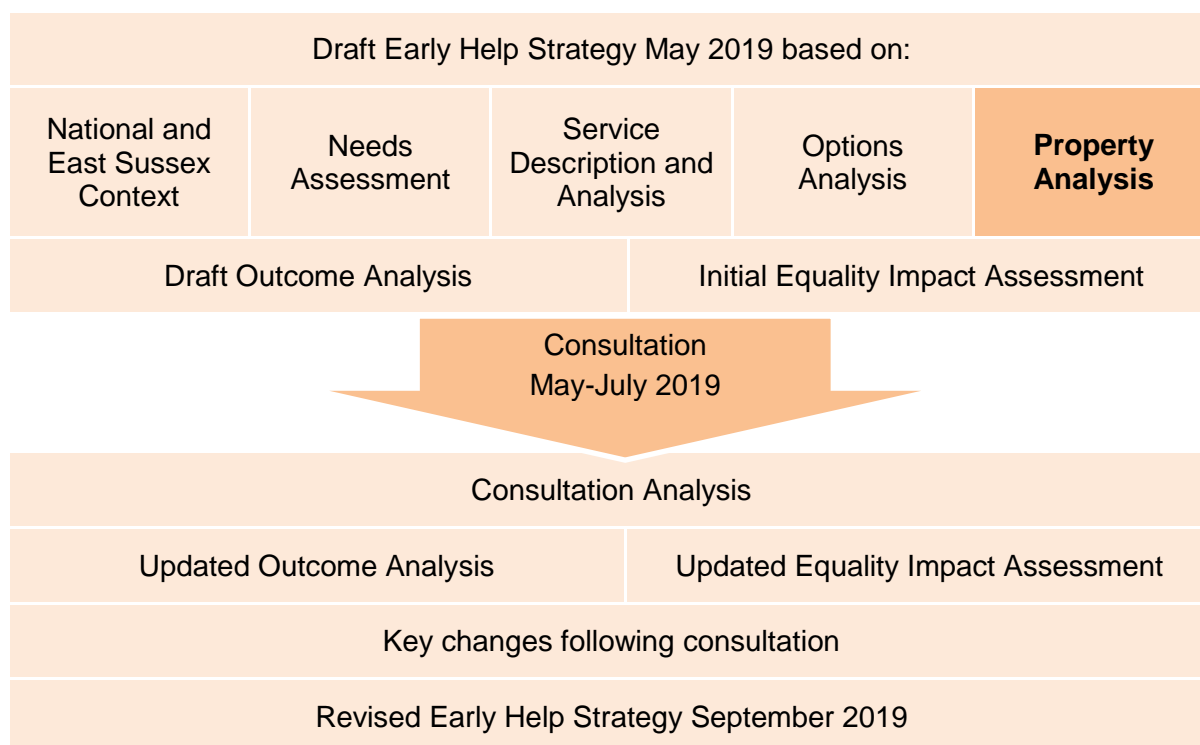 Draft Early Help Strategy May 2019 based on:
National and
East Sussex
Context
Needs
Assessment
Service
Description and
Analysis
Options
Analysis
Property
Analysis
Draft Outcome Analysis
Initial Equality Impact Assessment
Consultation
May-July 2019
Consultation Analysis
Updated Outcome Analysis
Updated Equality Impact Assessment
Key changes following consultation
Revised Early Help Strategy September 2019